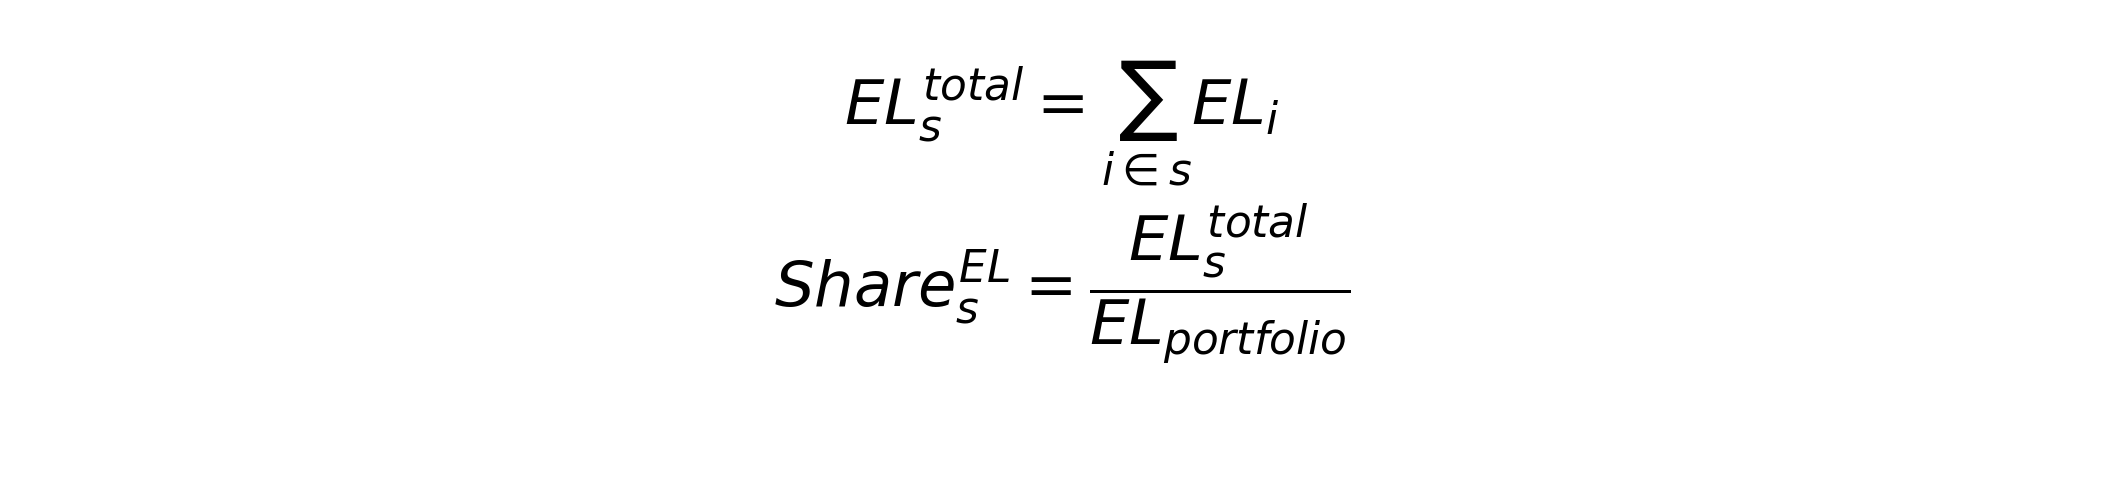 $EL_s^{total} = \sum_{i \in s} EL_i$
$Share_s^{EL} = \frac{EL_s^{total}}{EL_{portfolio}}$